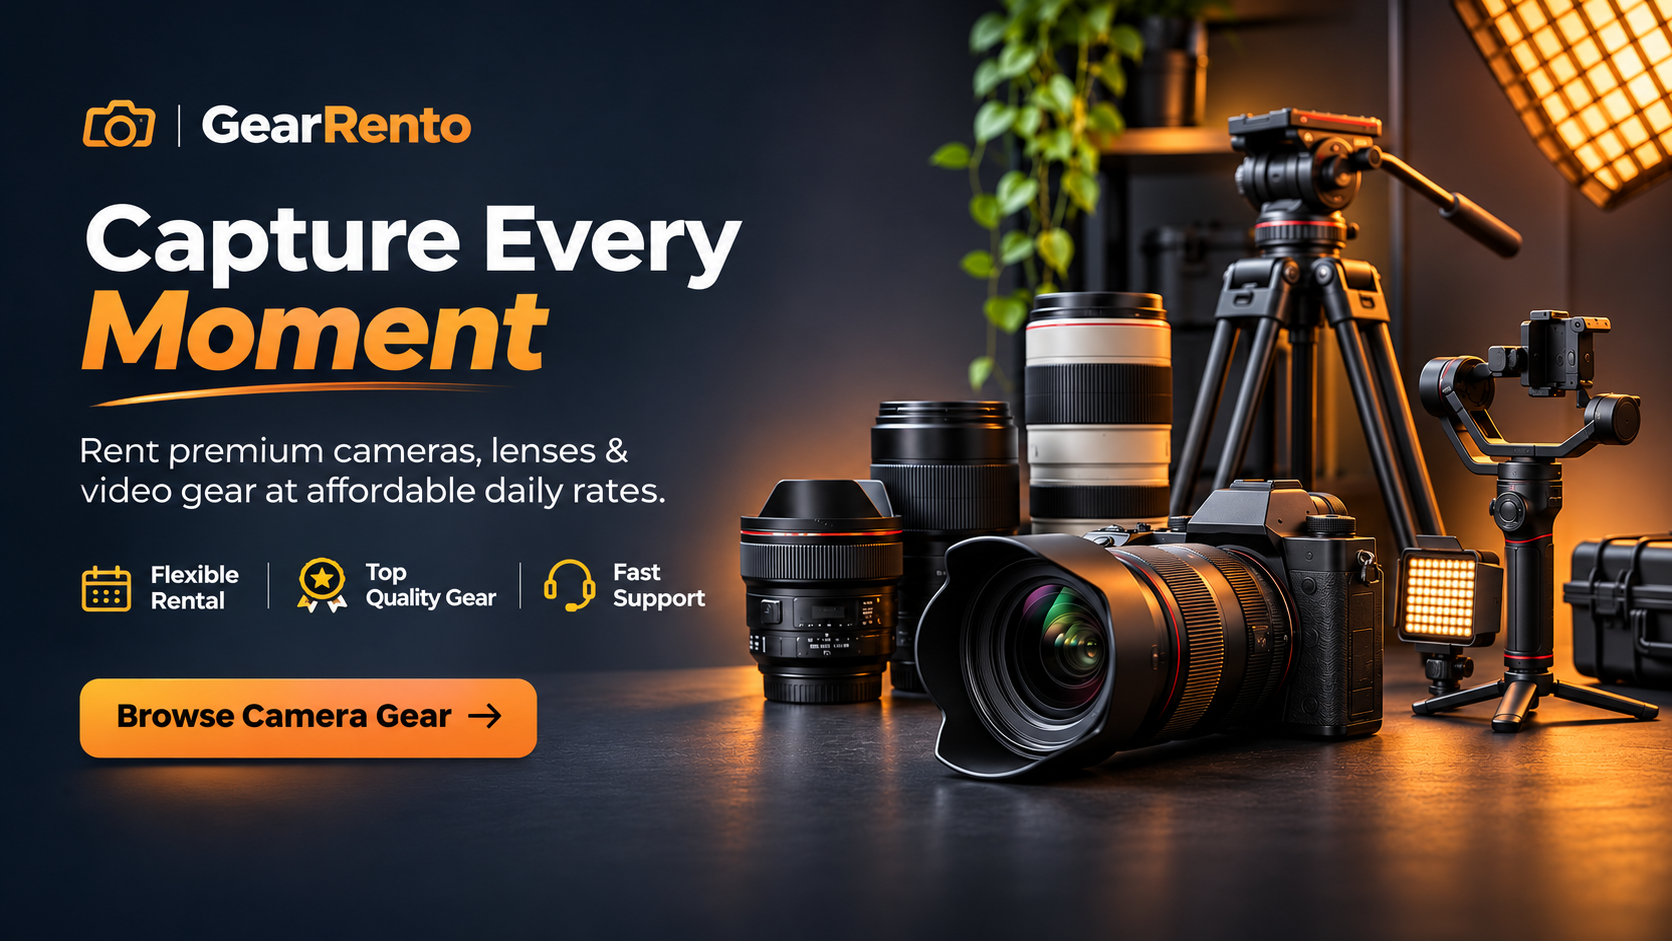 GearRento
Capture Every
Moment
Rent premium cameras, lenses &
video gear at affordable daily rates.
Flexible
Rental
Top
Quality Gear
Fast
Support
Browse Camera Gear →